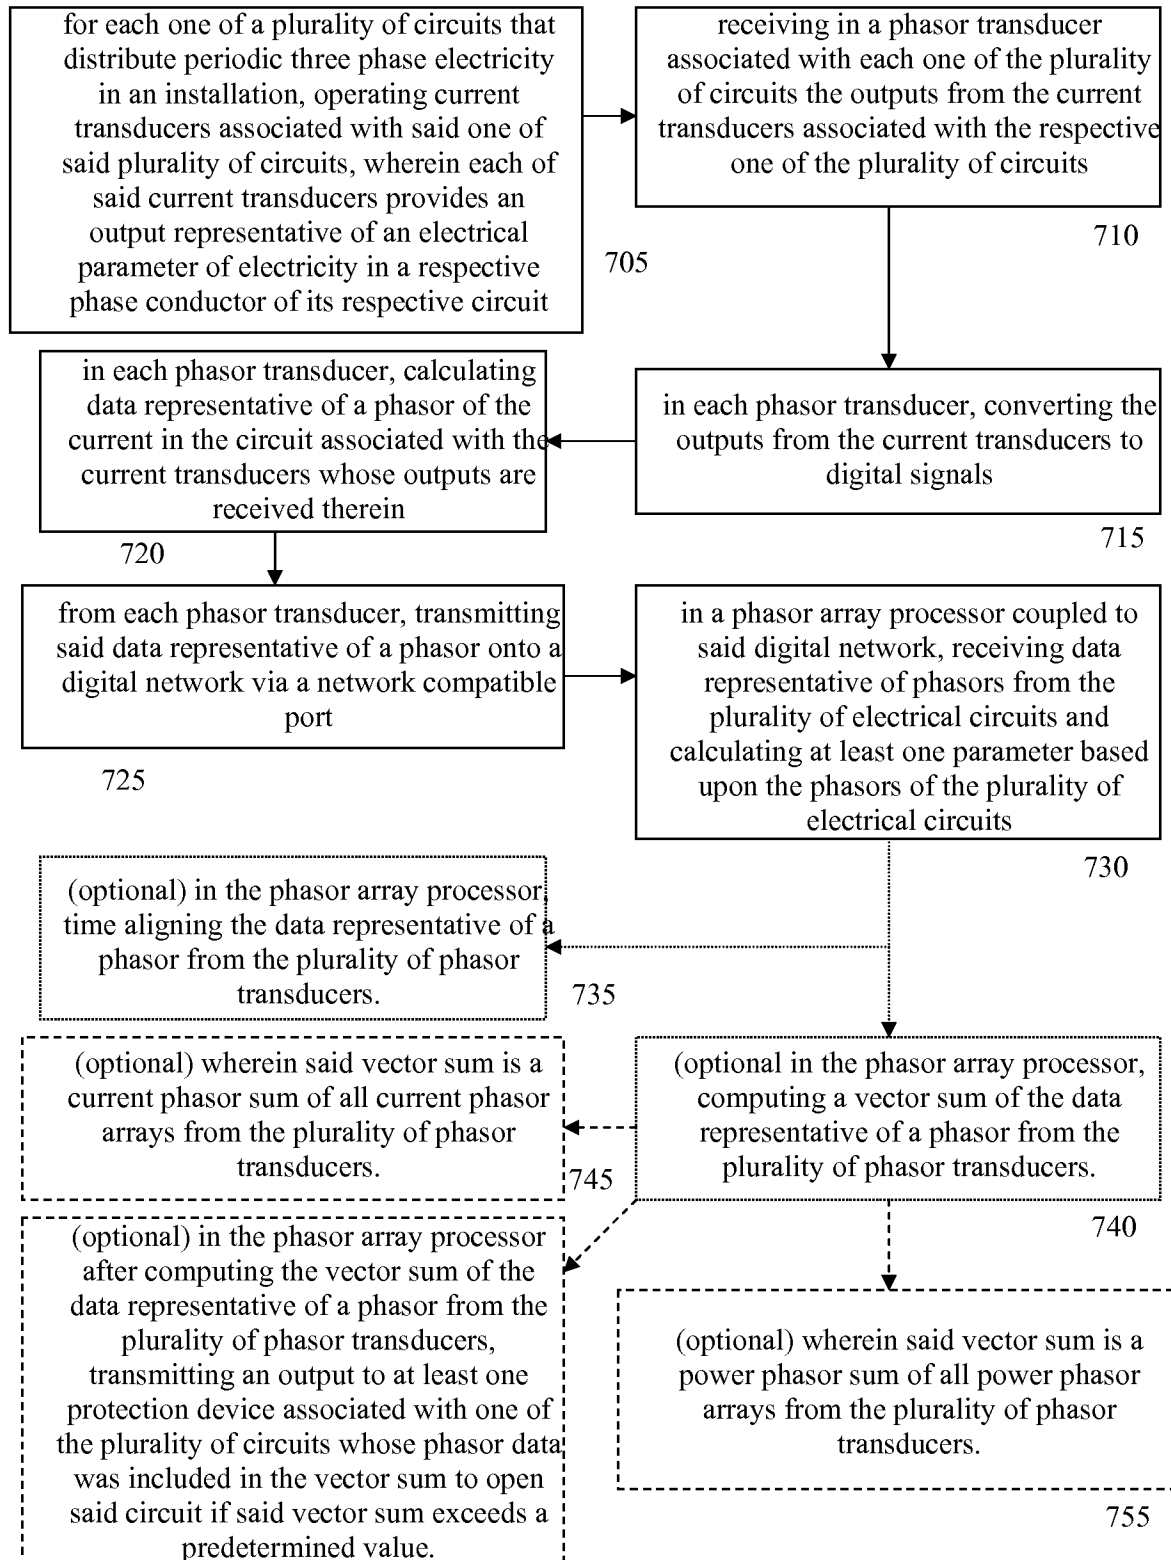 for each one of a plurality of circuits that
distribute periodic three phase electricity
in an installation, operating current
transducers associated with said one of
said plurality of circuits, wherein each of
said current transducers provides an
output representative of an electrical
parameter of electricity in a respective
phase conductor of its respective circuit
705
receiving in a phasor transducer
associated with each one of the plurality
of circuits the outputs from the current
transducers associated with the respective
one of the plurality of circuits
710
in each phasor transducer, converting the
outputs from the current transducers to
digital signals
715
in each phasor transducer, calculating
data representative of a phasor of the
current in the circuit associated with the
current transducers whose outputs are
received therein
720
from each phasor transducer, transmitting
said data representative of a phasor onto a
digital network via a network compatible
port
725
in a phasor array processor coupled to
said digital network, receiving data
representative of phasors from the
plurality of electrical circuits and
calculating at least one parameter based
upon the phasors of the plurality of
electrical circuits
730
(optional) in the phasor array processor,
time aligning the data representative of a
phasor from the plurality of phasor
transducers.
735
(optional in the phasor array processor,
computing a vector sum of the data
representative of a phasor from the
plurality of phasor transducers.
740
(optional) wherein said vector sum is a
current phasor sum of all current phasor
arrays from the plurality of phasor
transducers.
745
(optional) in the phasor array processor
after computing the vector sum of the
data representative of a phasor from the
plurality of phasor transducers,
transmitting an output to at least one
protection device associated with one of
the plurality of circuits whose phasor data
was included in the vector sum to open
said circuit if said vector sum exceeds a
predetermined value.
(optional) wherein said vector sum is a
power phasor sum of all power phasor
arrays from the plurality of phasor
transducers.
755